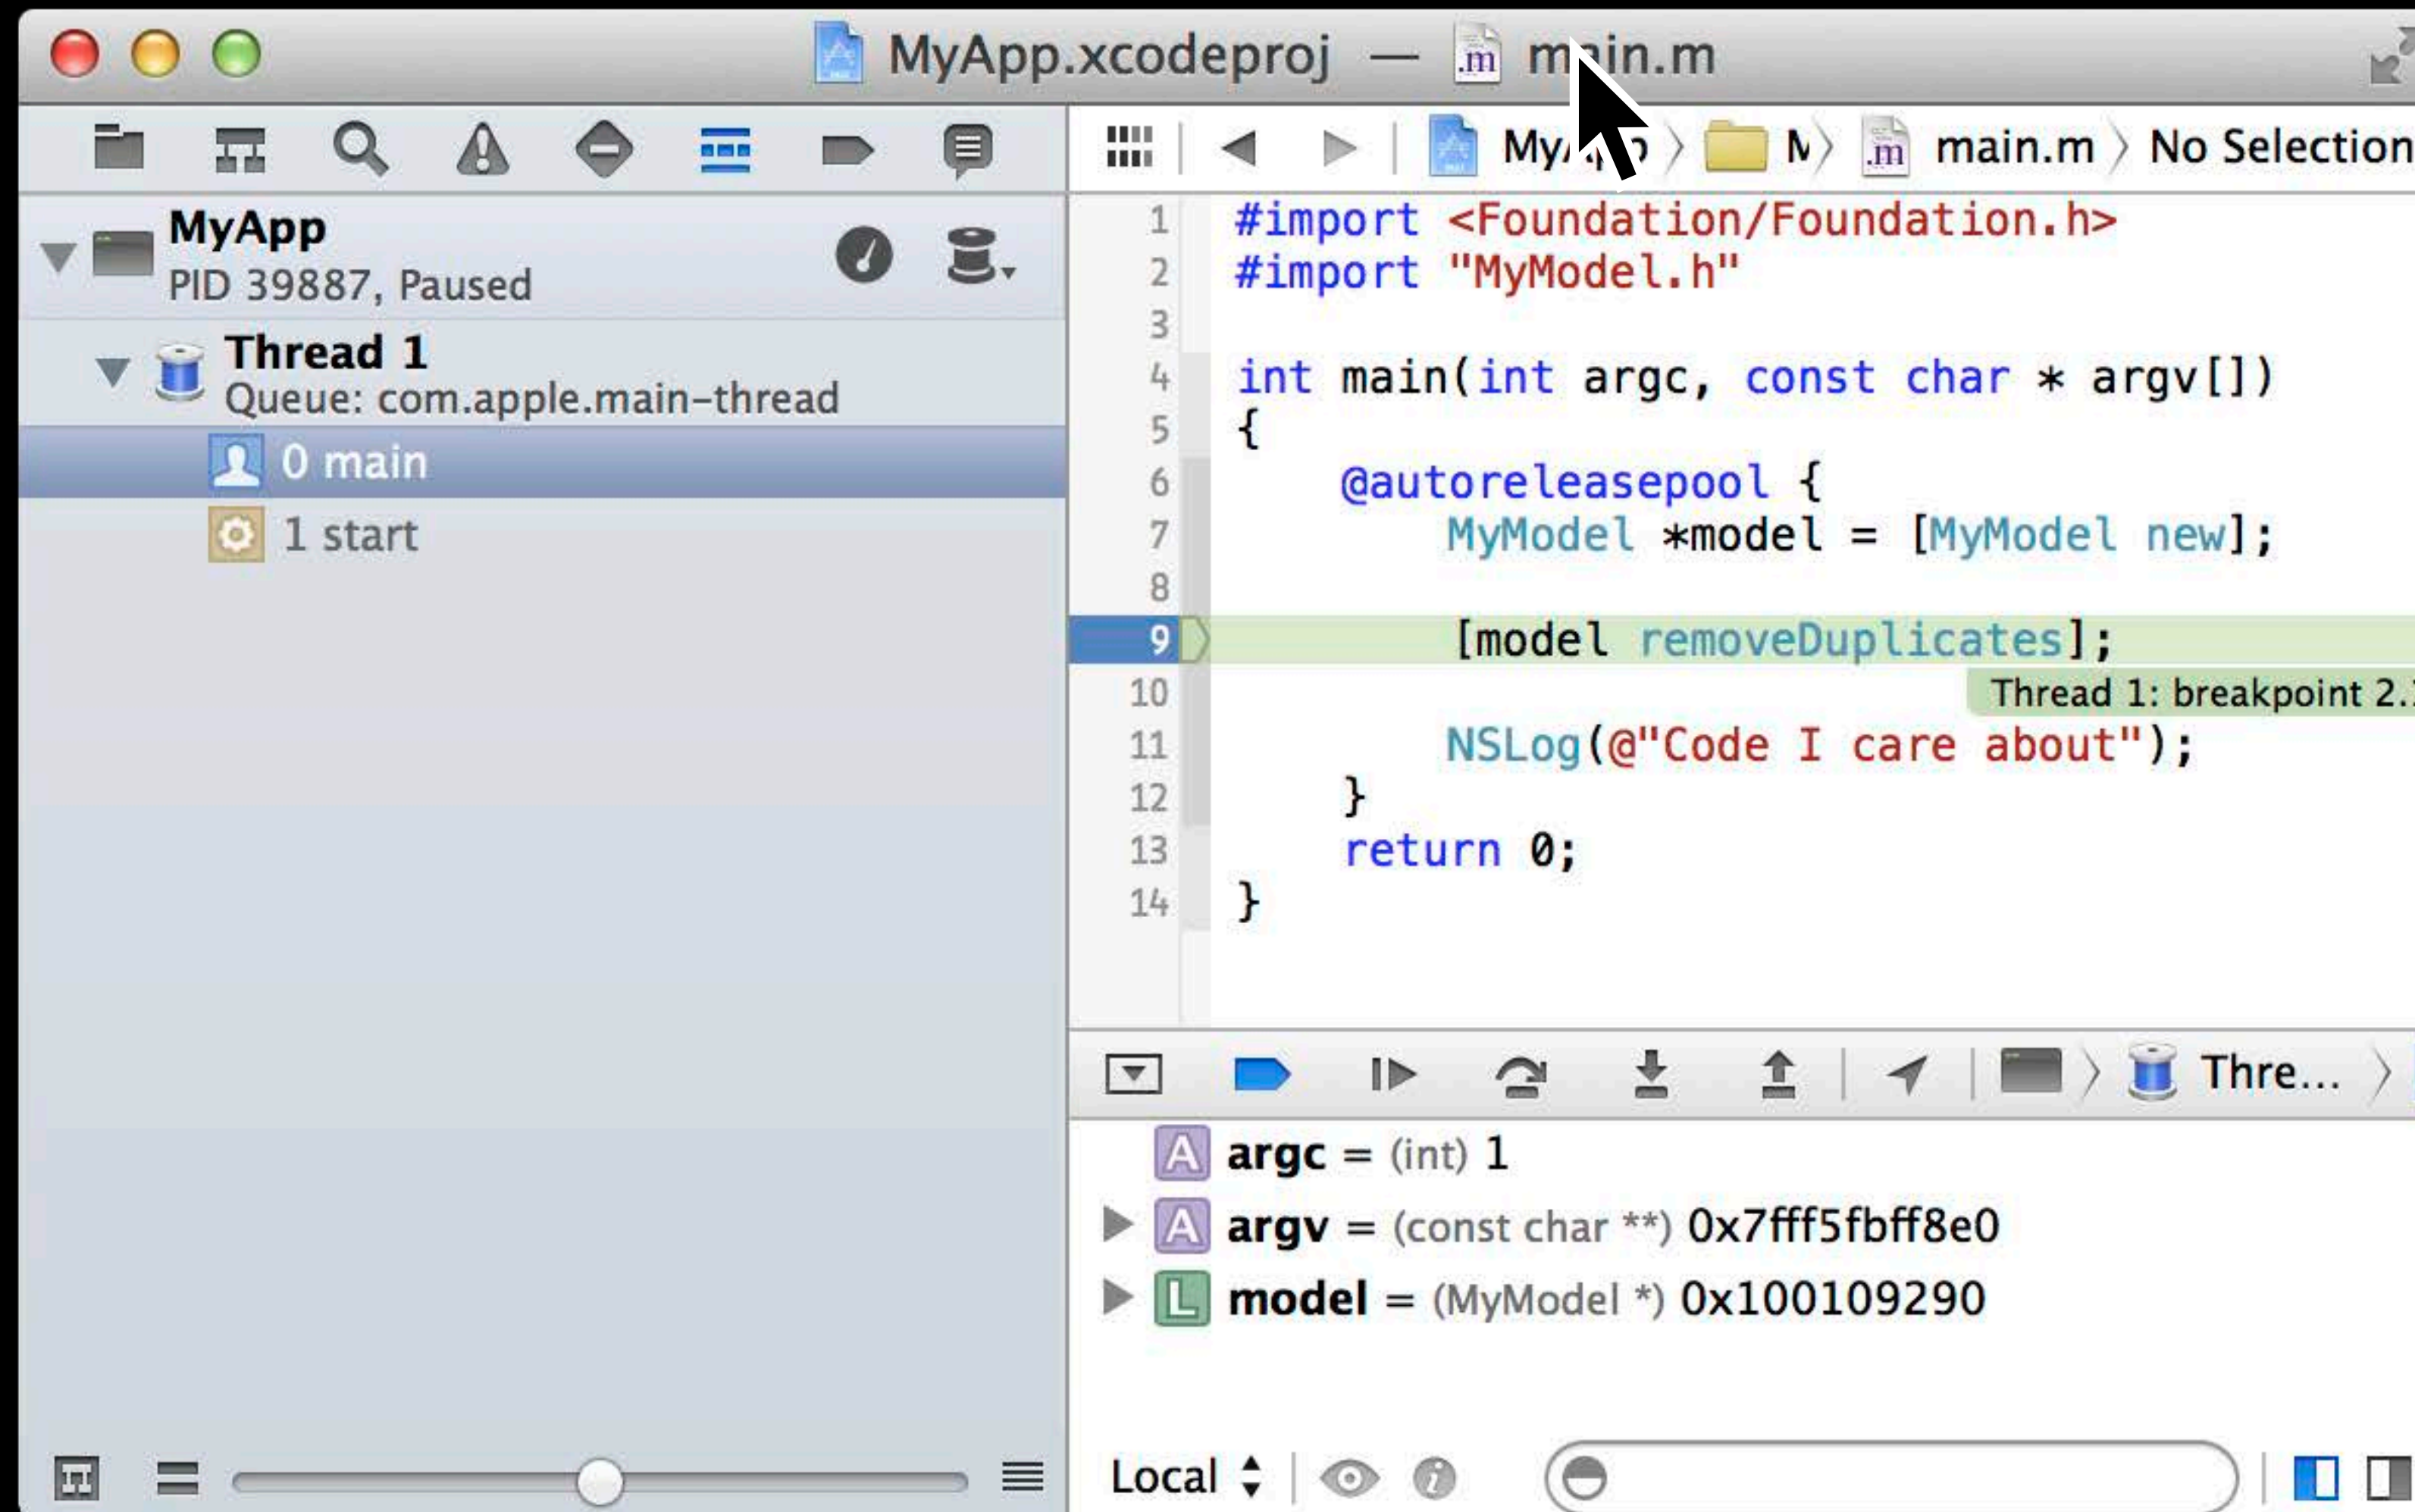 MyApp.xcodeproj — main.m
MyApp
PID 39887, Paused
Thread 1
Queue: com.apple.main-thread
0 main
1 start
M main.m No Selection
1 #import <Foundation/Foundation.h>
2 #import "MyModel.h"
3
4 int main(int argc, const char * argv[])
5 {
6 @autoreleasepool {
7 MyModel *model = [MyModel new];
8
9 [model removeDuplicates];
10 Thread 1: breakpoint 2.
11 NSLog(@"Code I care about");
12 }
13 return 0;
14 }
Thre...
A argc = (int) 1
A argv = (const char **) 0x7fff5fbff8e0
L model = (MyModel *) 0x100109290
Local